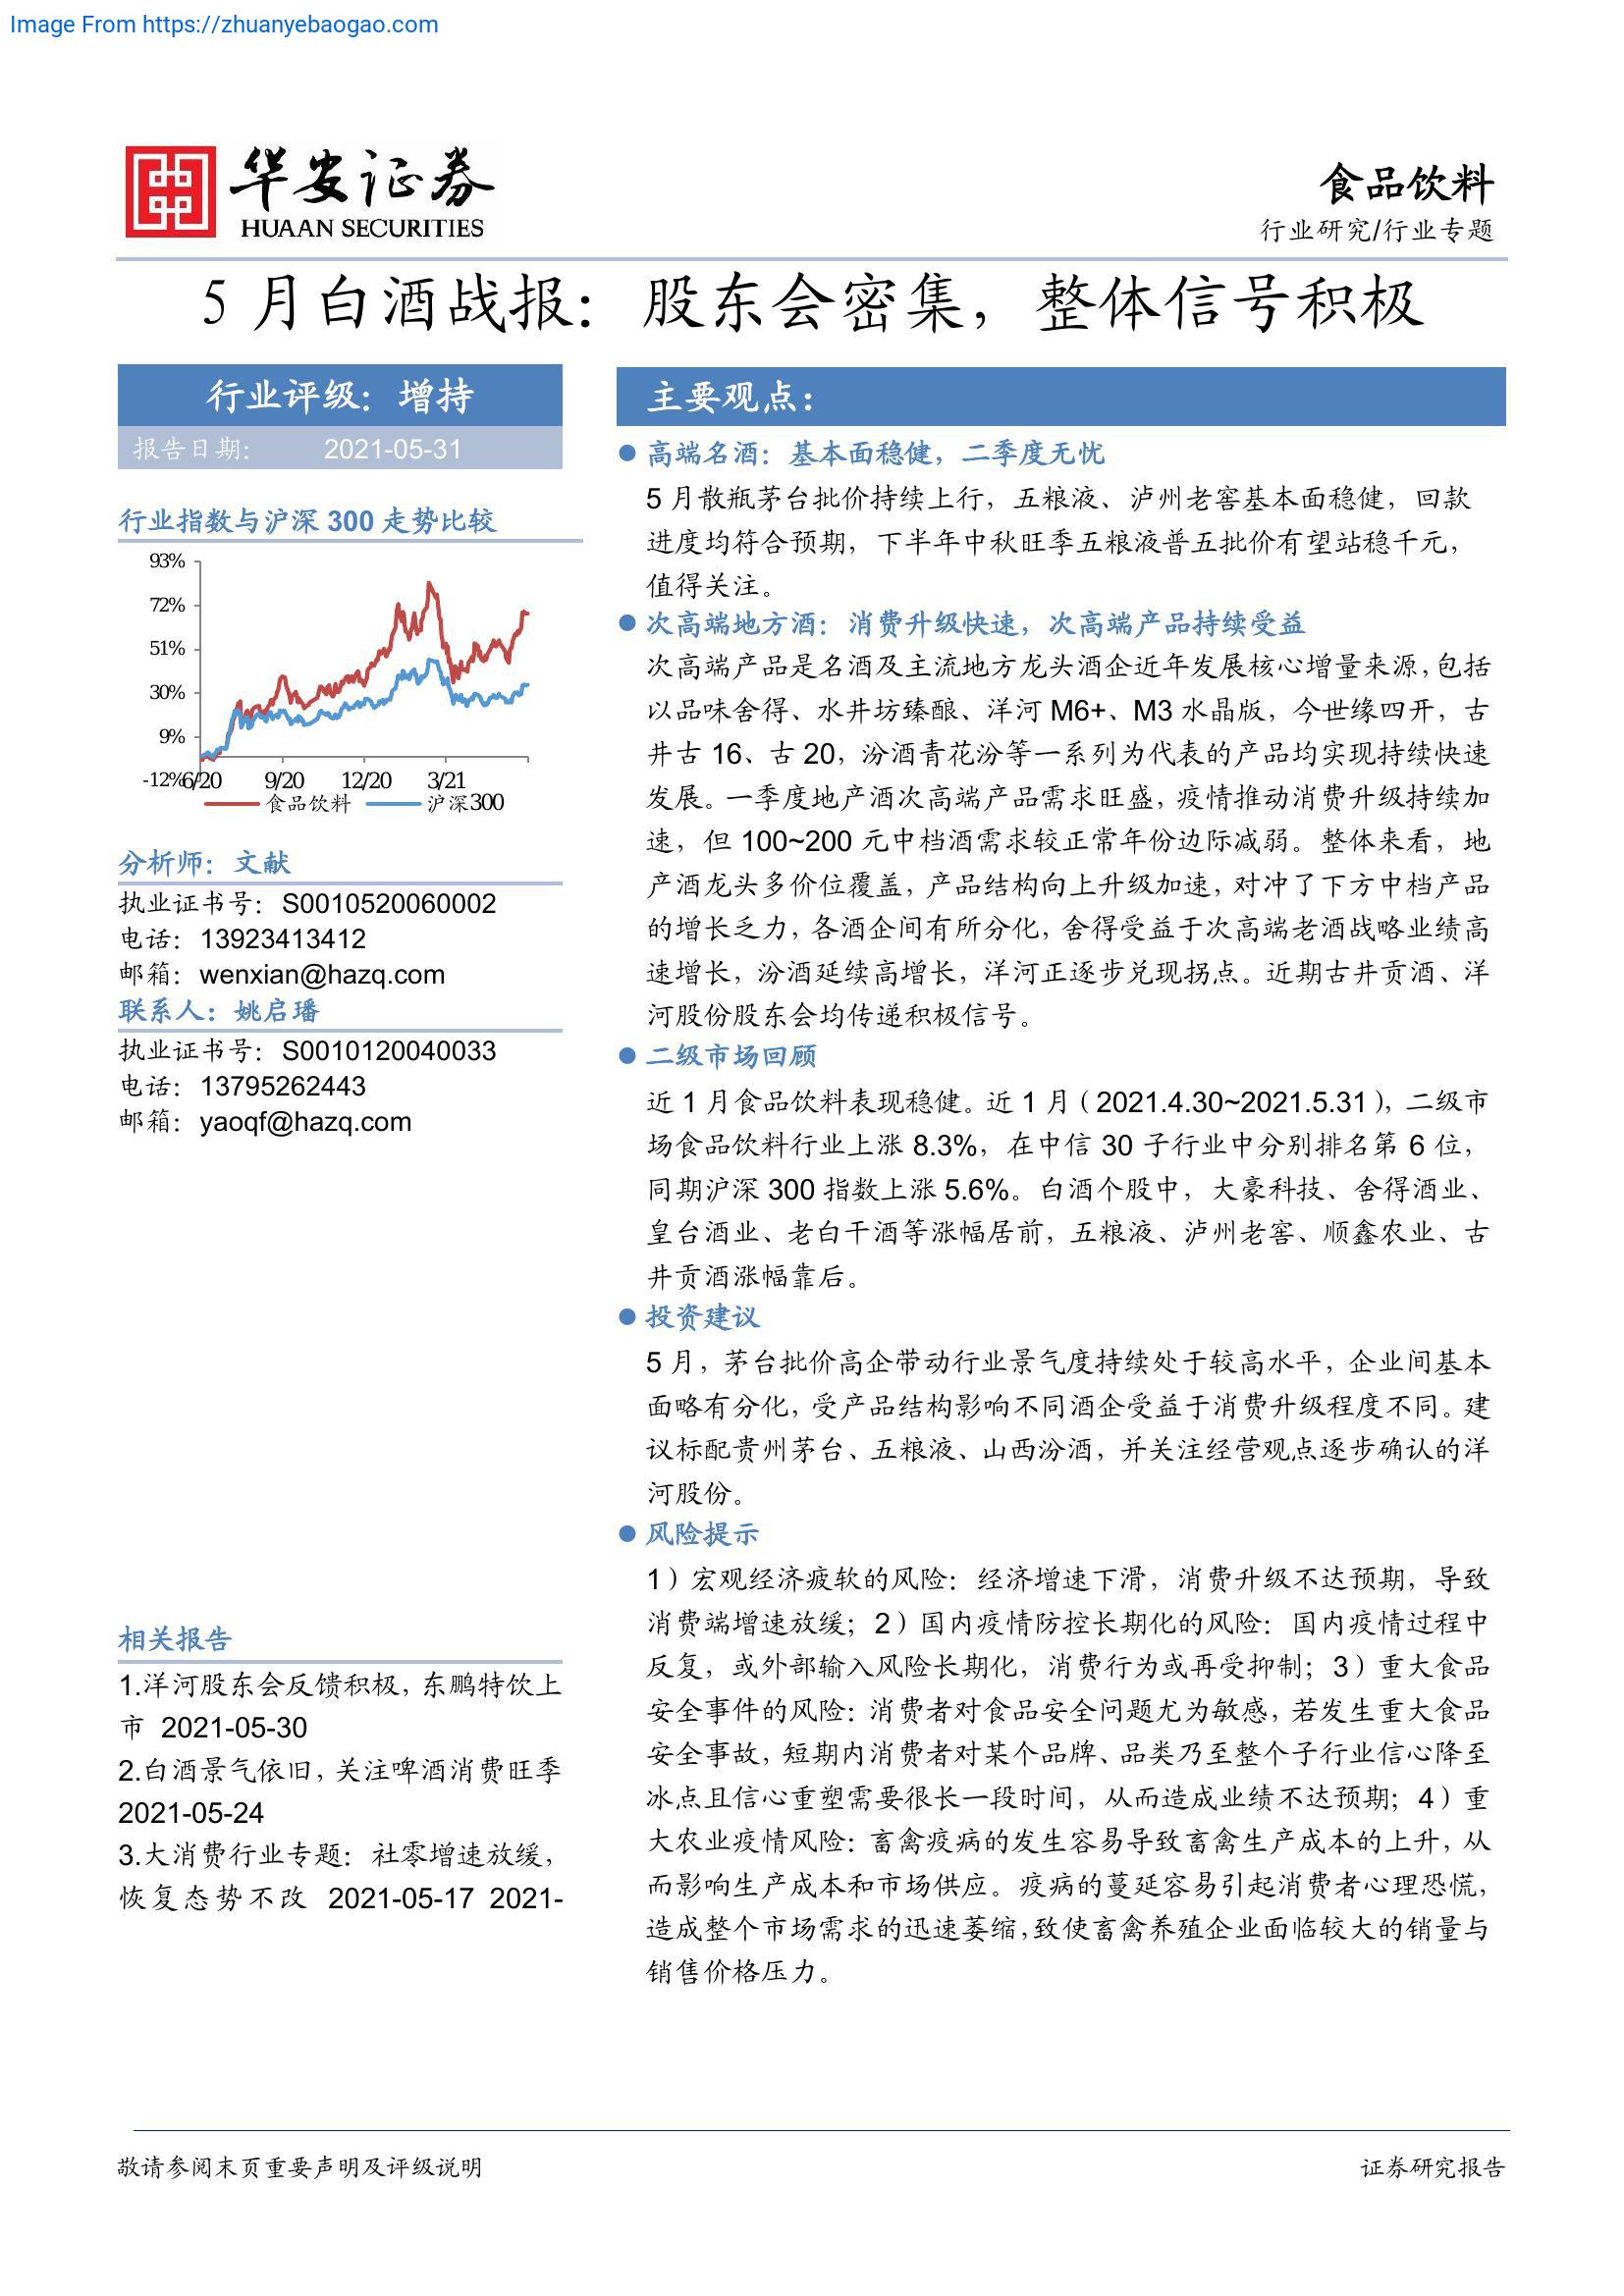 Image From https://zhuanyebaogao.com
华安证券
HUAAN SECURITIES
食品饮料
行业研究/行业专题
5 月白酒战报：股东会密集，整体信号积极
行业评级：增持
报告日期： 2021-05-31
行业指数与沪深 300 走势比较
93%
72%
51%
30%
9%
-12%
6/20 9/20 12/20 3/21
食品饮料 沪深300
分析师：文献
执业证书号：S0010520060002
电话：13923413412
邮箱：wenxian@hazq.com
联系人：姚启璠
执业证书号：S0010120040033
电话：13795262443
邮箱：yaoqf@hazq.com
相关报告
1.洋河股东会反馈积极，东鹏特饮上
市 2021-05-30
2.白酒景气依旧，关注啤酒消费旺季
2021-05-24
3.大消费行业专题：社零增速放缓，
恢复态势不改 2021-05-17 2021-
主要观点：
● 高端名酒：基本面稳健，二季度无忧
5 月散瓶茅台批价持续上行，五粮液、泸州老窖基本面稳健，回款
进度均符合预期，下半年中秋旺季五粮液普五批价有望站稳千元，
值得关注。
● 次高端地方酒：消费升级快速，次高端产品持续受益
次高端产品是名酒及主流地方龙头酒企近年发展核心增量来源，包括
以品味舍得、水井坊臻酿、洋河 M6+、M3 水晶版，今世缘四开，古
井古 16、古 20，汾酒青花汾等一系列为代表的产品均实现持续快速
发展。一季度地产酒次高端产品需求旺盛，疫情推动消费升级持续加
速，但 100~200 元中档酒需求较正常年份边际减弱。整体来看，地
产酒龙头多价位覆盖，产品结构向上升级加速，对冲了下方中档产品
的增长乏力，各酒企间有所分化，舍得受益于次高端老酒战略业绩高
速增长，汾酒延续高增长，洋河正逐步兑现拐点。近期古井贡酒、洋
河股份股东会均传递积极信号。
● 二级市场回顾
近 1 月食品饮料表现稳健。近 1 月（2021.4.30~2021.5.31），二级市
场食品饮料行业上涨 8.3%，在中信 30 子行业中分别排名第 6 位，
同期沪深 300 指数上涨 5.6%。白酒个股中，大豪科技、舍得酒业、
皇台酒业、老白干酒等涨幅居前，五粮液、泸州老窖、顺鑫农业、古
井贡酒涨幅靠后。
● 投资建议
5 月，茅台批价高企带动行业景气度持续处于较高水平，企业间基本
面略有分化，受产品结构影响不同酒企受益于消费升级程度不同。建
议标配贵州茅台、五粮液、山西汾酒，并关注经营观点逐步确认的洋
河股份。
● 风险提示
1）宏观经济疲软的风险：经济增速下滑，消费升级不达预期，导致
消费端增速放缓；2）国内疫情防控长期化的风险：国内疫情过程中
反复，或外部输入风险长期化，消费行为或再受抑制；3）重大食品
安全事件的风险：消费者对食品安全问题尤为敏感，若发生重大食品
安全事故，短期内消费者对某个品牌、品类乃至整个子行业信心降至
冰点且信心重塑需要很长一段时间，从而造成业绩不达预期；4）重
大农业疫情风险：畜禽疫病的发生容易导致畜禽生产成本的上升，从
而影响生产成本和市场供应。疫病的蔓延容易引起消费者心理恐慌，
造成整个市场需求的迅速萎缩，致使畜禽养殖企业面临较大的销量与
销售价格压力。
敬请参阅末页重要声明及评级说明
证券研究报告